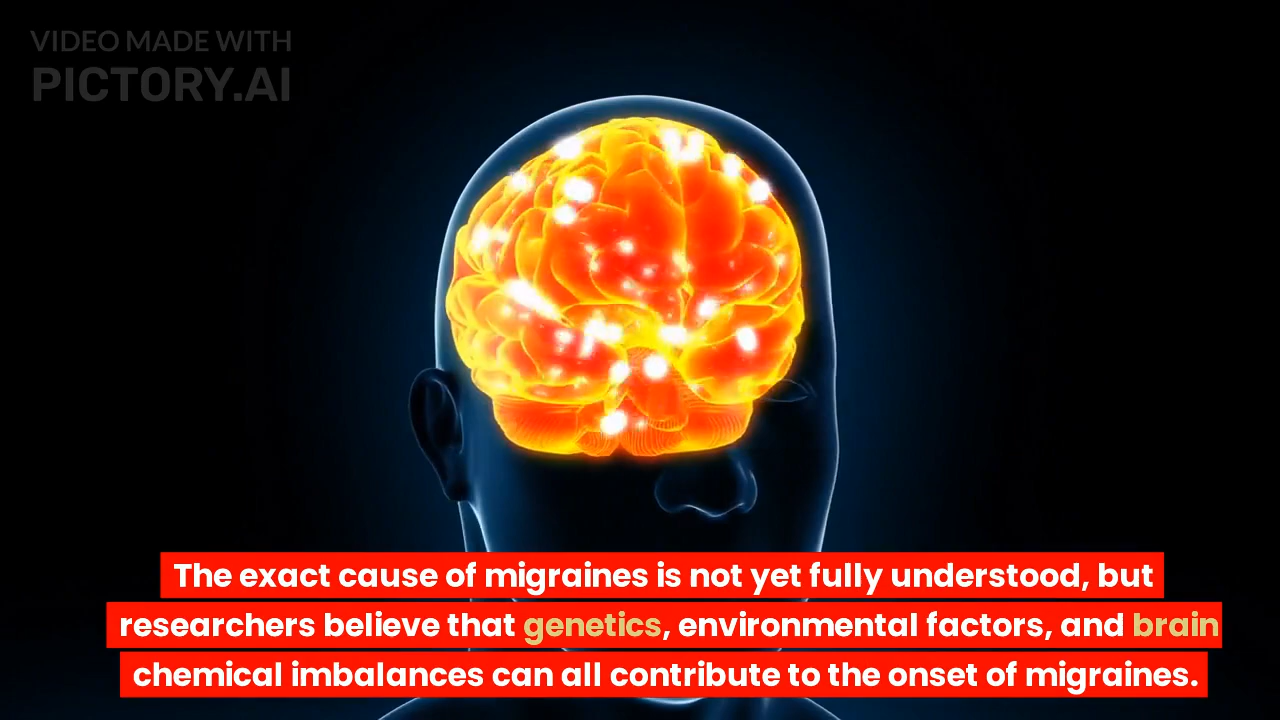 VIDEO MADE WITH
PICTORY.AI
The exact cause of migraines is not yet fully understood, but
researchers believe that genetics, environmental factors, and brain
chemical imbalances can all contribute to the onset of migraines.